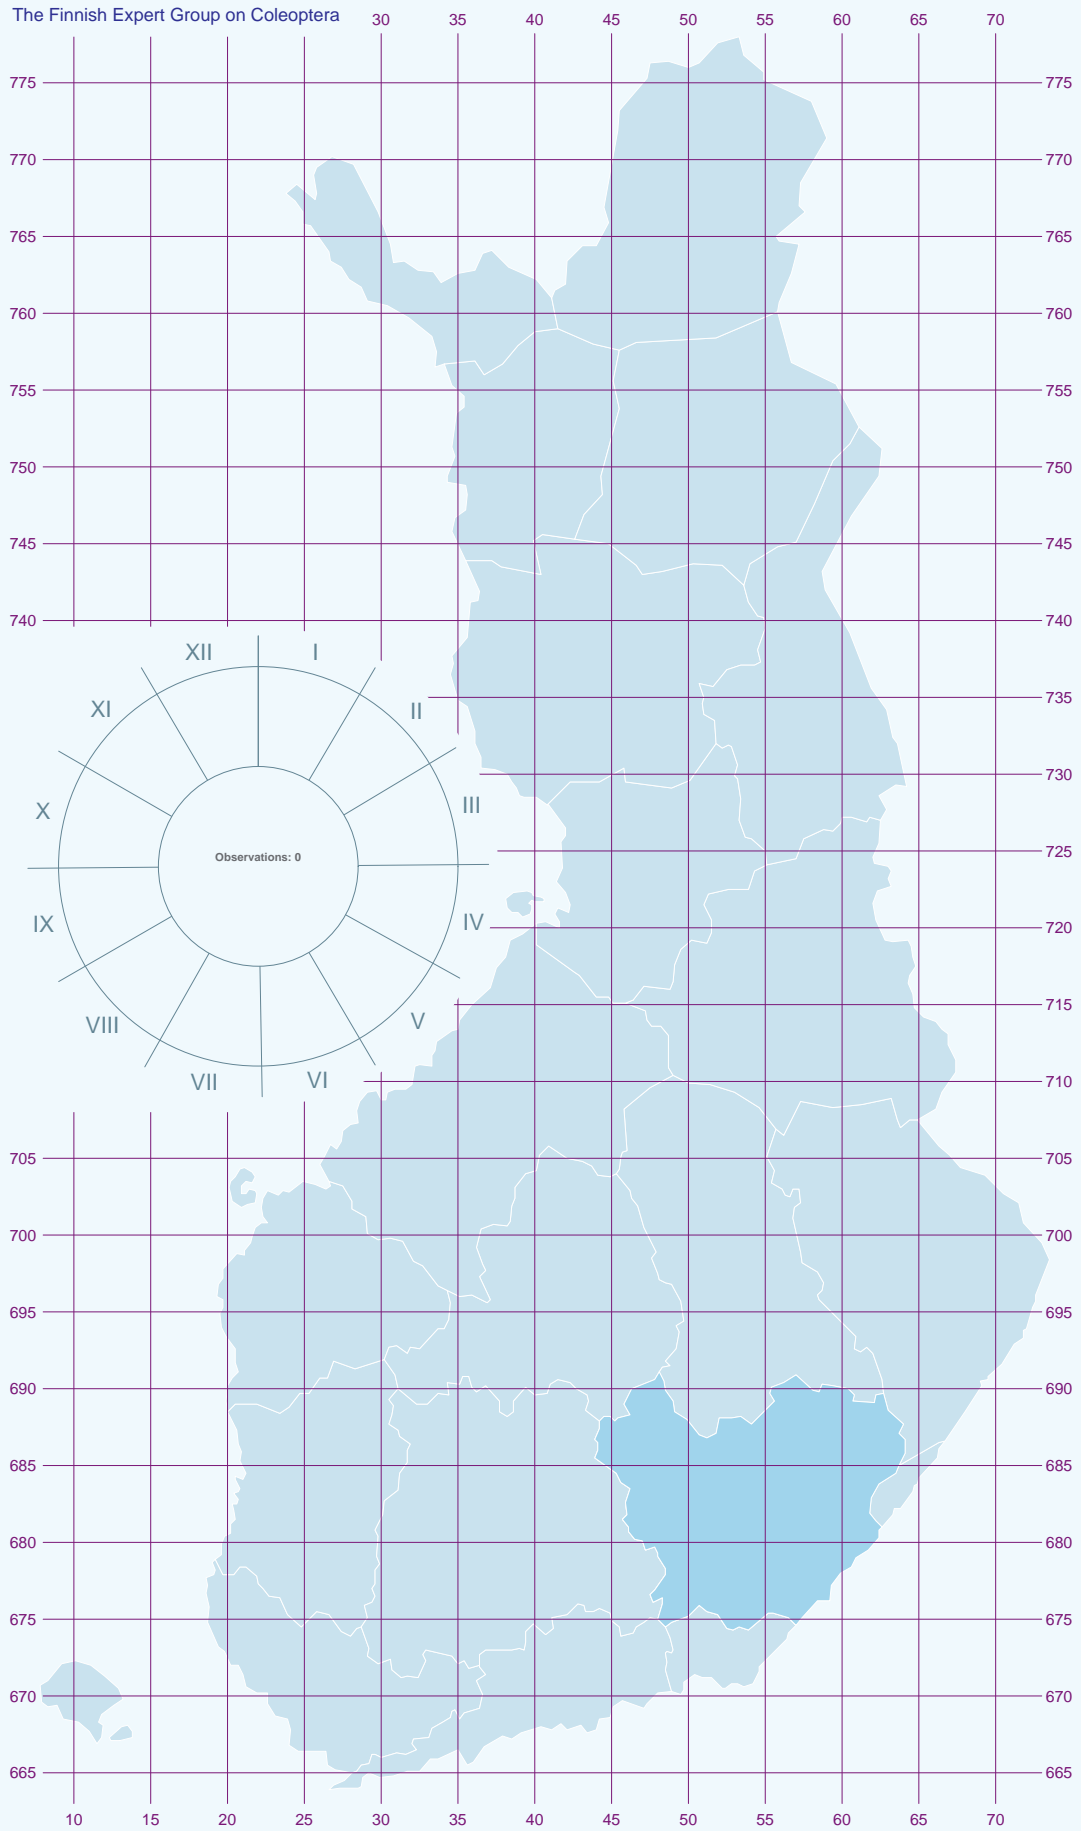 The Finnish Expert Group on Coleoptera
30 35 40 45 50 55 60 65 70
775 775
770 770
765 765
760 760
755 755
750 750
745 745
740 740
XII I
XI II
735
730
X III
Observations: 0
725
IX IV
720
715
VIII V
VII VI
710
705 705
700 700
695 695
690 690
685 685
680 680
675 675
670 670
665 665
10 15 20 25 30 35 40 45 50 55 60 65 70